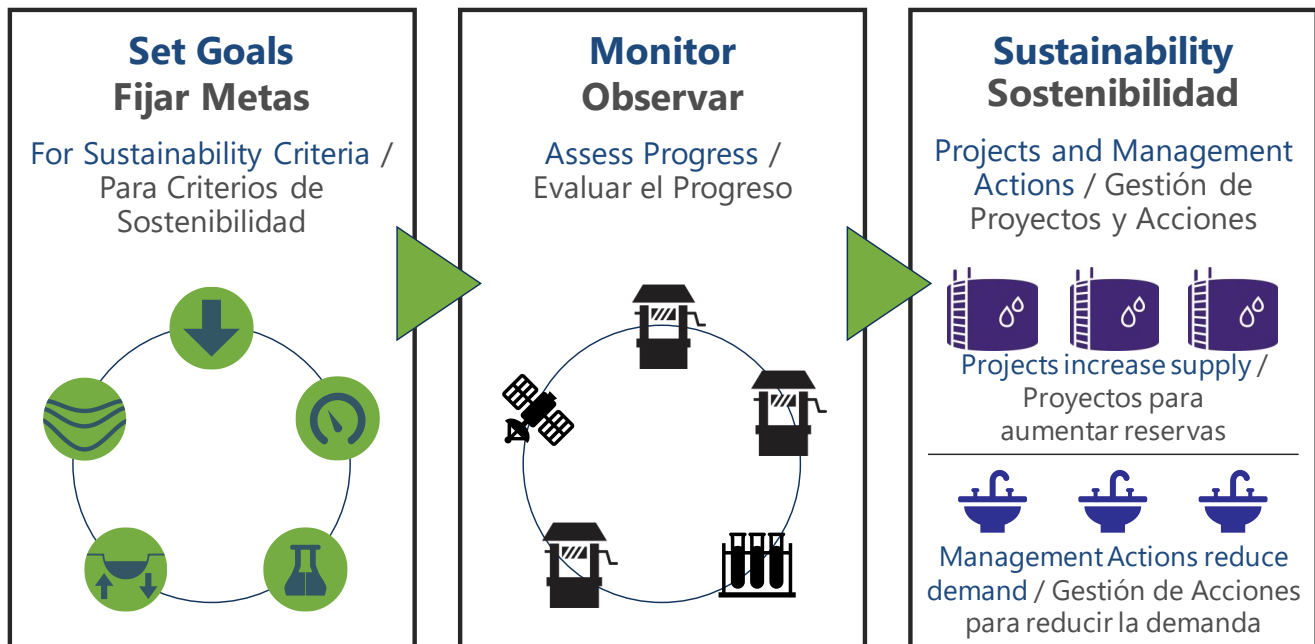 Set Goals
Fijar Metas
For Sustainability Criteria /
Para Criterios de
Sostenibilidad
Monitor
Observar
Assess Progress /
Evaluar el Progreso
Sustainability
Sostenibilidad
Projects and Management
Actions / Gestión de
Proyectos y Acciones
Projects increase supply /
Proyectos para
aumentar reservas
Management Actions reduce
demand / Gestión de Acciones
para reducir la demanda